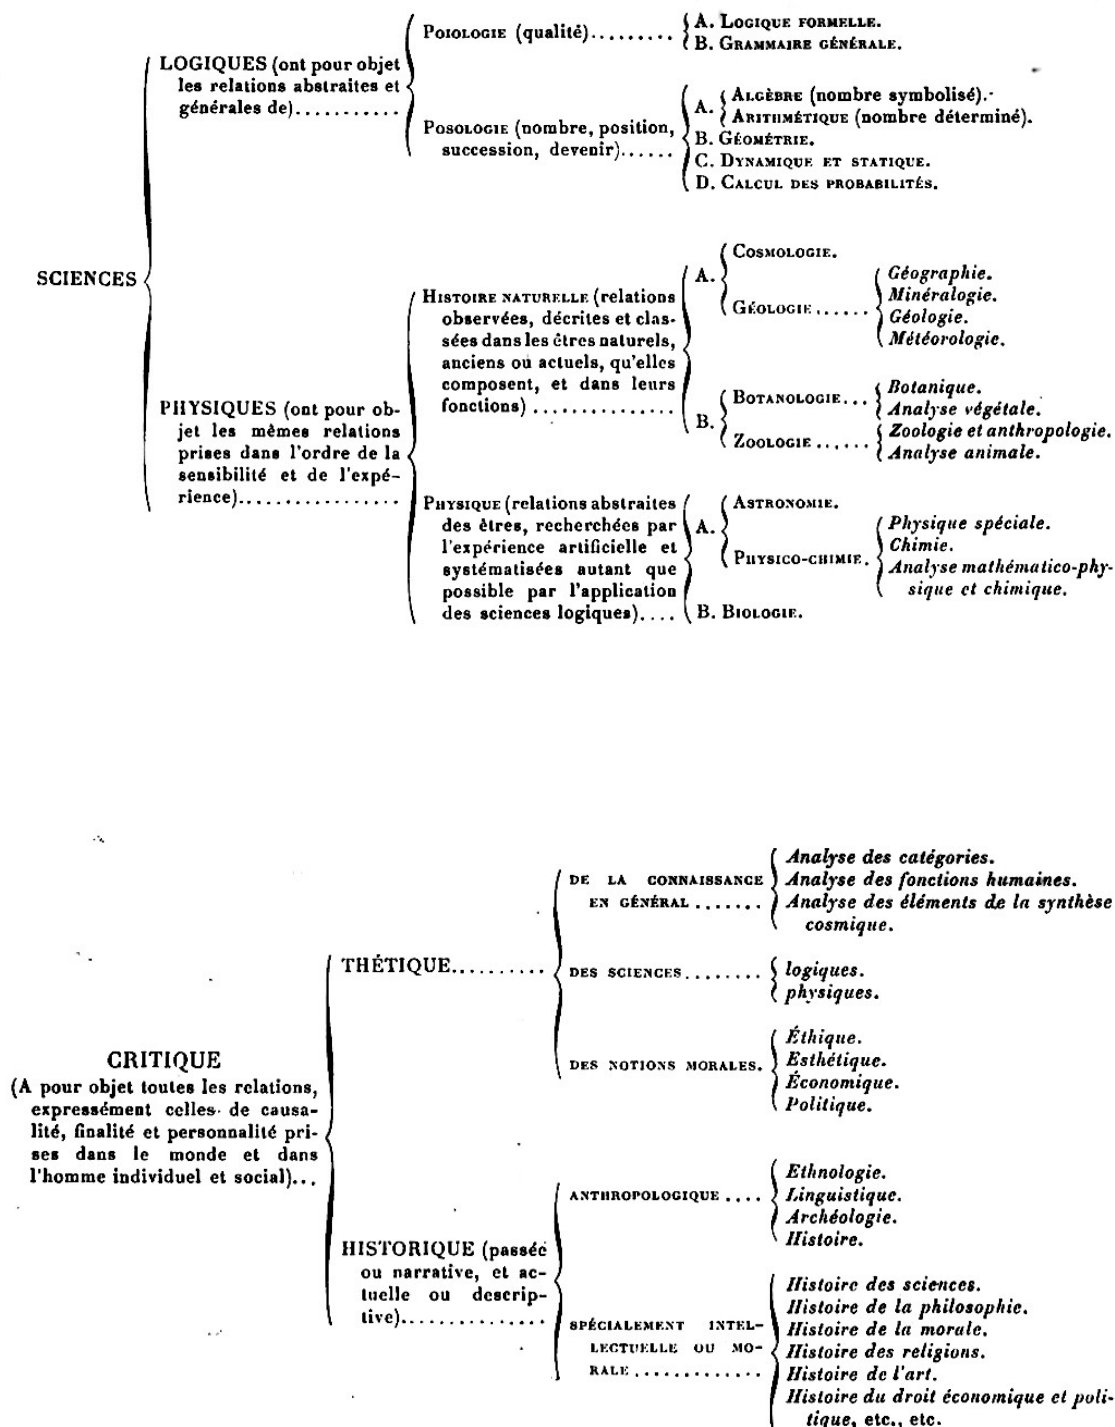 SCIENCES
LOGIQUES (ont pour objet
les relations abstraites et
générales de)...........
POIOLOGIE (qualité).........
A. LOGIQUE FORMELLE.
B. GRAMMAIRE GÉNÉRALE.
POSOLOGIE (nombre, position,
succession, devenir)......
A.
ALGÈBRE (nombre symbolisé).
ARITHMÉTIQUE (nombre déterminé).
B. GÉOMÉTRIE.
C. DYNAMIQUE ET STATIQUE.
D. CALCUL DES PROBABILITÉS.
PHYSIQUES (ont pour ob-
jet les mêmes relations
prises dans l'ordre de la
sensibilité et de l'expé-
rience)..................
HISTOIRE NATURELLE (relations
observées, décrites et clas-
sées dans les êtres naturels,
anciens ou actuels, qu'elles
composent, et dans leurs
fonctions) ...............
A.
COSMOLOGIE.
GÉOLOGIE ......
Géographie.
Minéralogie.
Géologie.
Météorologie.
B.
BOTANOLOGIE...
Botanique.
Analyse végétale.
ZOOLOGIE ......
Zoologie et anthropologie.
Analyse animale.
PHYSIQUE (relations abstraites
des êtres, recherchées par
l'expérience artificielle et
systématisées autant que
possible par l'application
des sciences logiques)....
A.
ASTRONOMIE.
PHYSICO-CHIMIE.
Physique spéciale.
Chimie.
Analyse mathématico-phy-
sique et chimique.
B. BIOLOGIE.
CRITIQUE
(A pour objet toutes les relations,
expressément celles de causa-
lité, finalité et personnalité pri-
ses dans le monde et dans
l'homme individuel et social)...
THÉTIQUE..........
DE LA CONNAISSANCE
EN GÉNÉRAL .......
Analyse des catégories.
Analyse des fonctions humaines.
Analyse des éléments de la synthèse
cosmique.
DES SCIENCES........
logiques.
physiques.
DES NOTIONS MORALES.
Éthique.
Esthétique.
Économique.
Politique.
HISTORIQUE (passée
ou narrative, et ac-
tuelle ou descrip-
tive)................
ANTHROPOLOGIQUE ....
Ethnologie.
Linguistique.
Archéologie.
Histoire.
SPÉCIALEMENT INTEL-
LECTUELLE OU MO-
RALE .............
Histoire des sciences.
Histoire de la philosophie.
Histoire de la morale.
Histoire des religions.
Histoire de l'art.
Histoire du droit économique et poli-
tique, etc., etc.